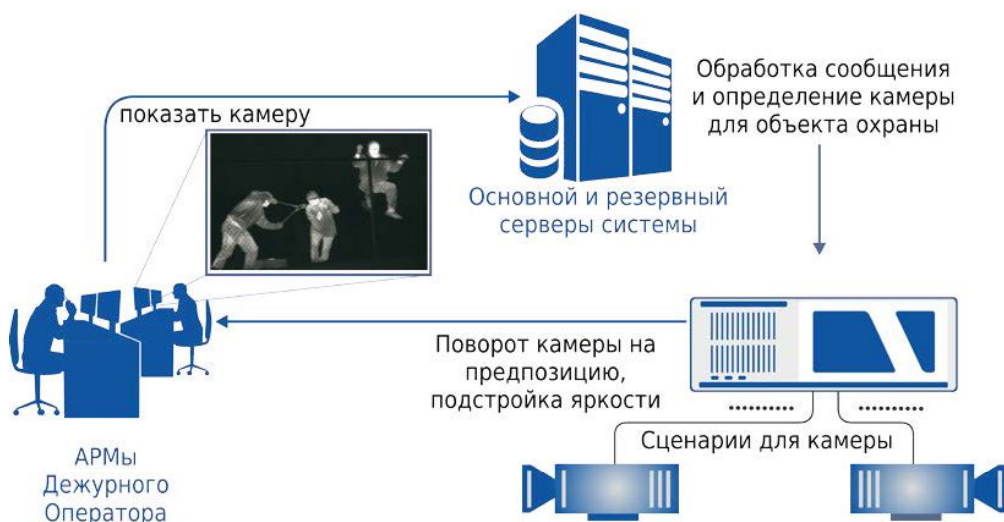 показать камеру
Обработка сообщения
и определение камеры
для объекта охраны
Основной и резервный
серверы системы
Поворот камеры на
предпозицию,
подстройка яркости
Сценарии для камеры
АРМы
Дежурного
Оператора